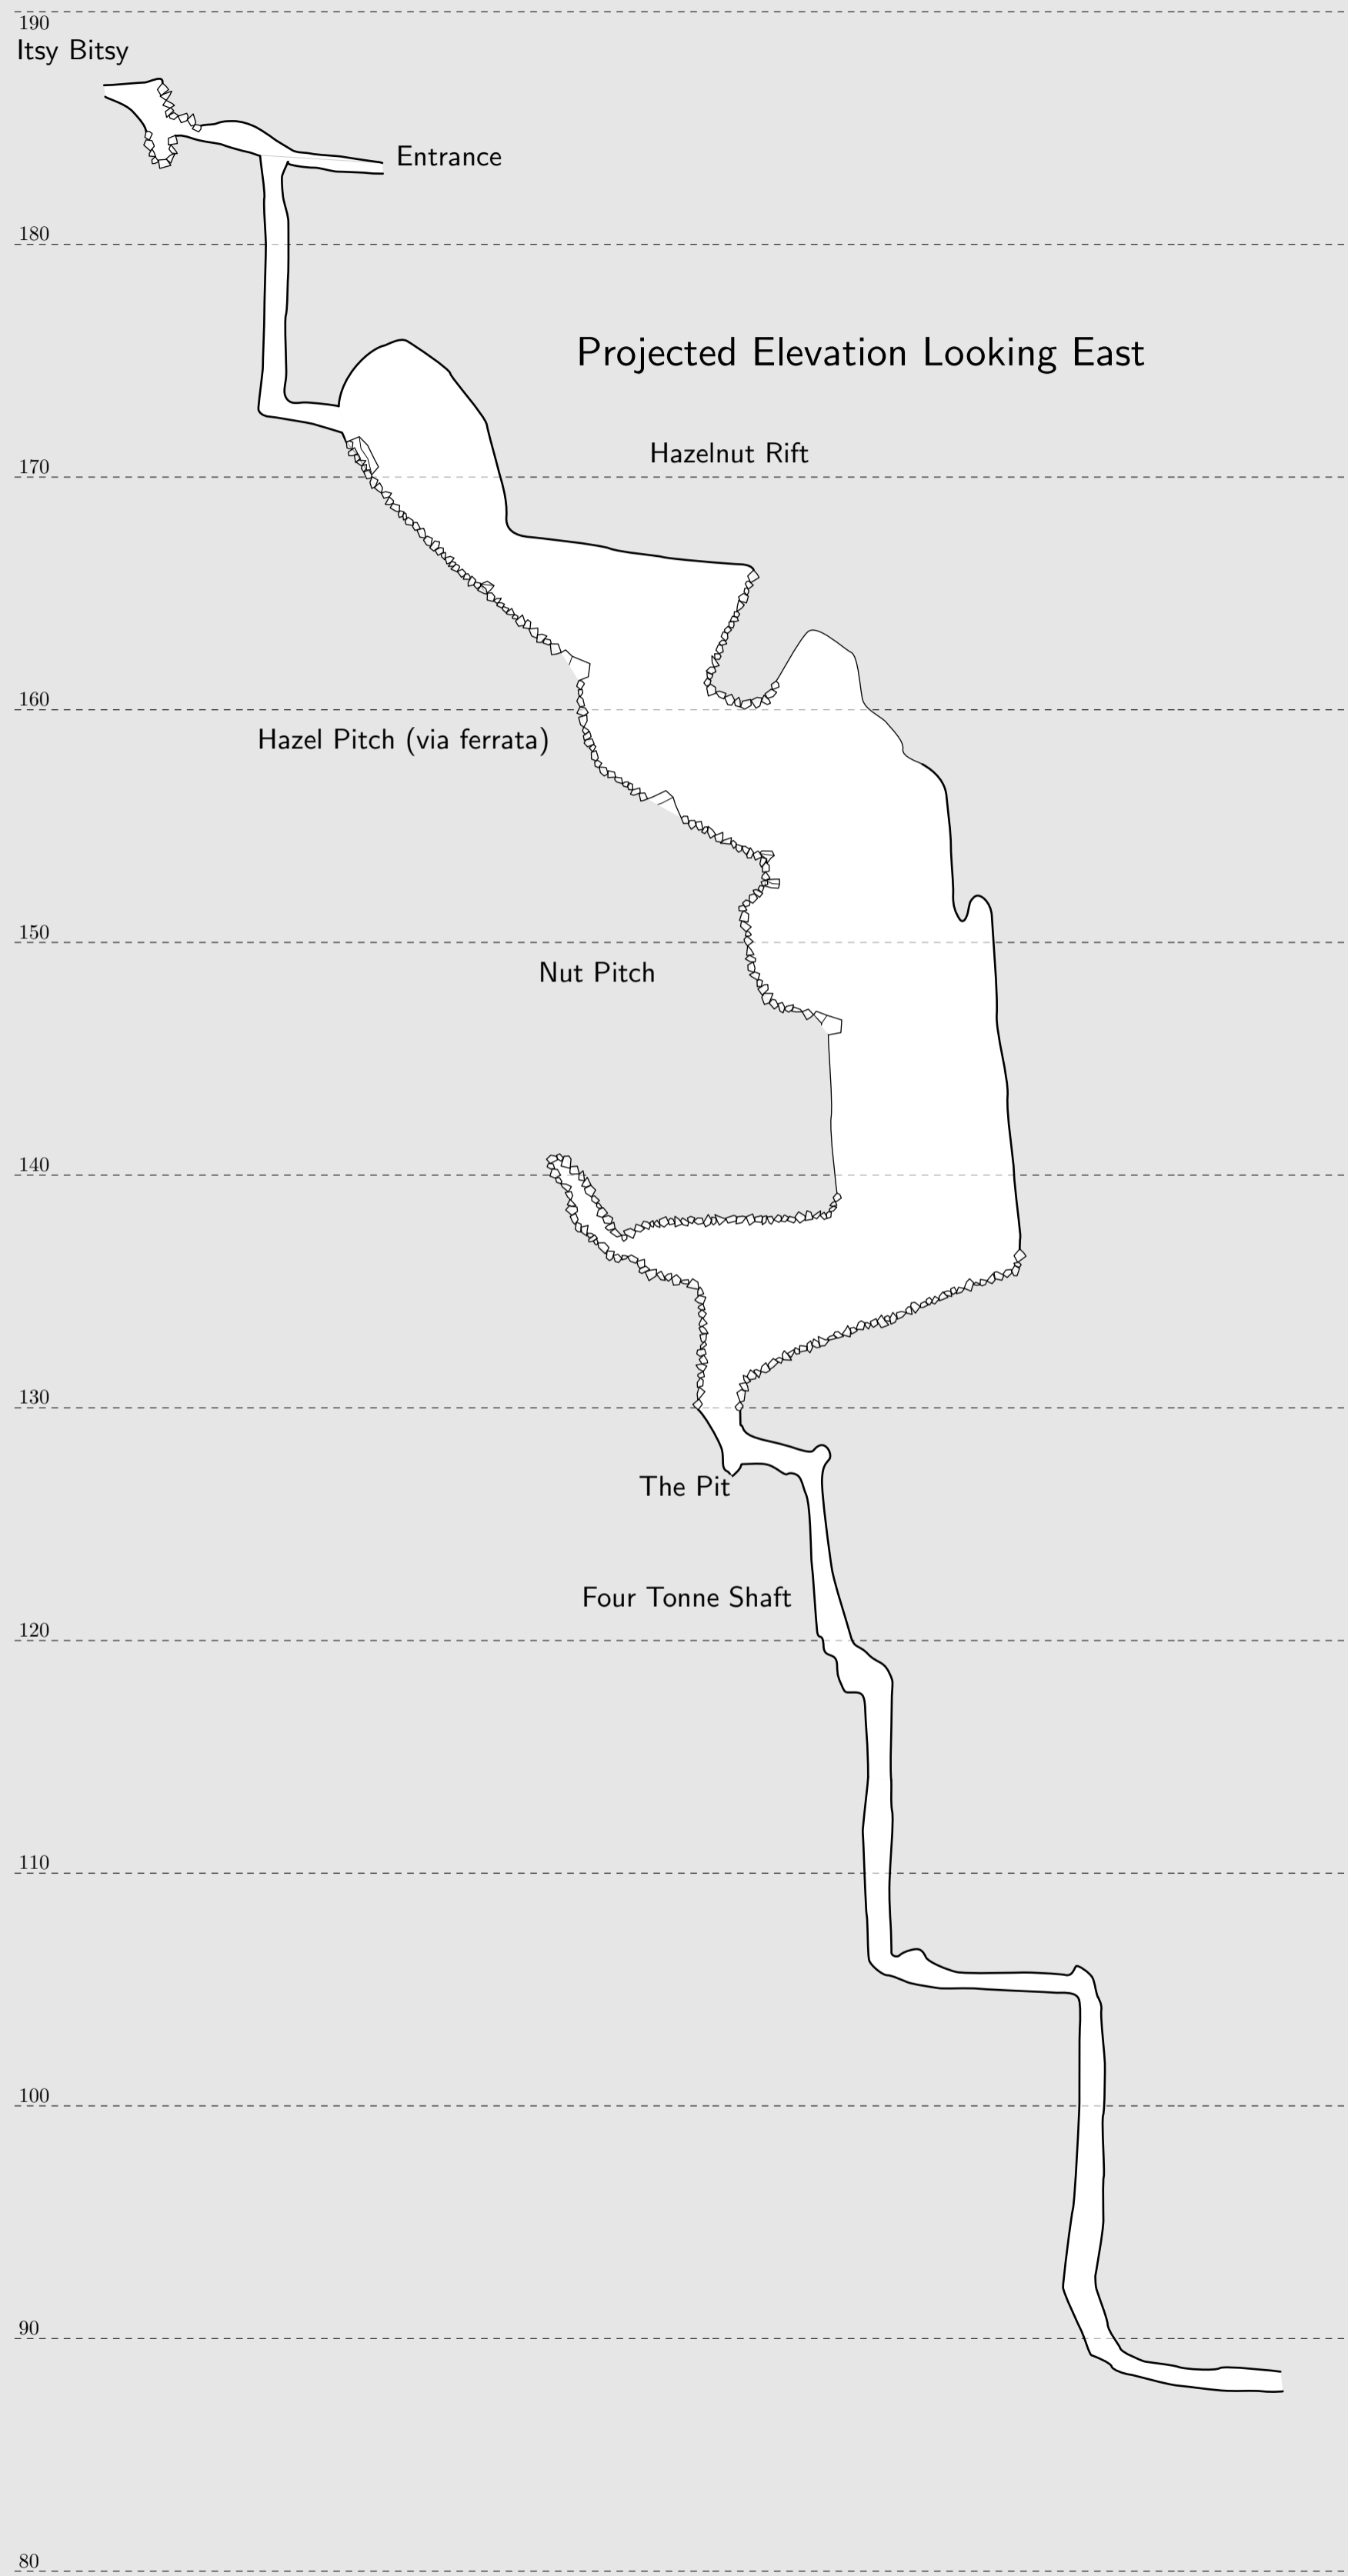 190
Itsy Bitsy
Entrance
180
Projected Elevation Looking East
Hazelnut Rift
170
160
Hazel Pitch (via ferrata)
150
Nut Pitch
140
130
The Pit
Four Tonne Shaft
120
110
100
90
80